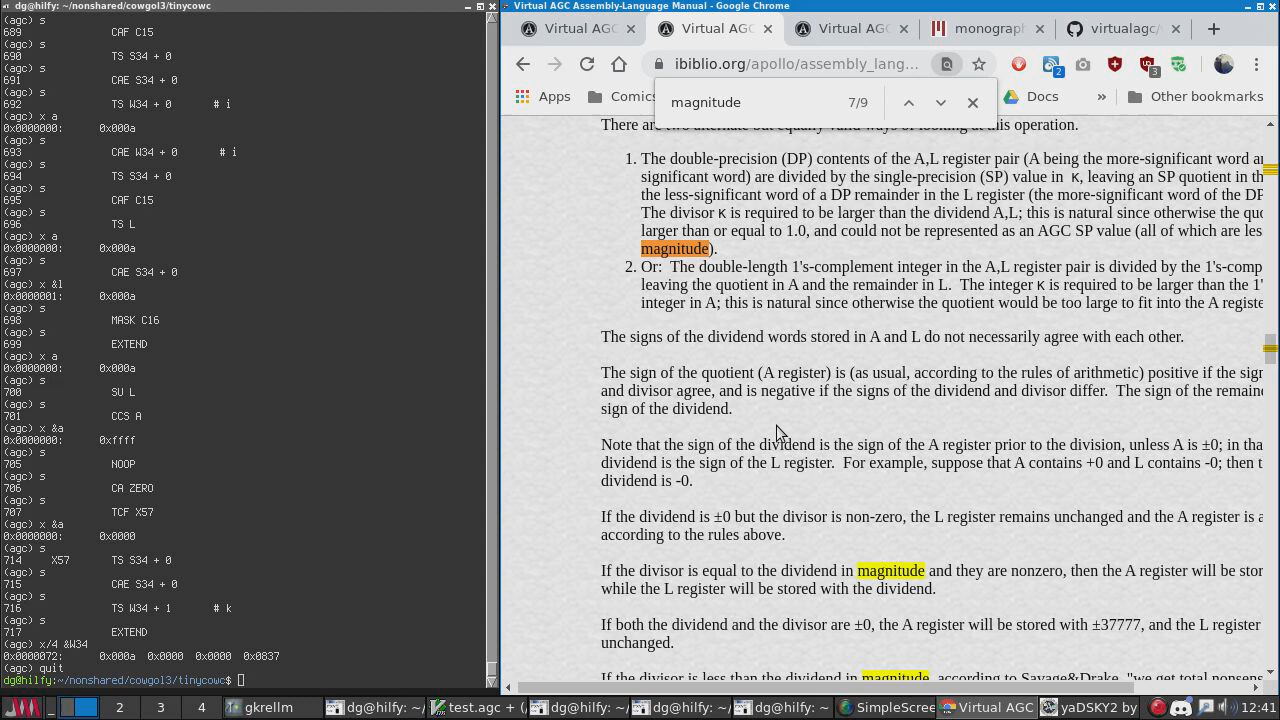 dg@hilfy: ~/nonshared/cowgol3/tinycowc
(agc) s
689 CAF C15
(agc) s
690 TS S34 + 0
(agc) s
691 CAE S34 + 0
(agc) s
692 TS W34 + 0 # i
(agc) x a
0x0000000: 0x000a
(agc) s
693 CAE W34 + 0 # i
(agc) s
694 TS S34 + 0
(agc) s
695 CAF C15
(agc) s
696 TS L
(agc) x a
0x0000000: 0x000a
(agc) s
697 CAE S34 + 0
(agc) x &l
0x0000001: 0x000a
(agc) s
698 MASK C16
(agc) s
699 EXTEND
(agc) x a
0x0000000: 0x000a
(agc) s
700 SU L
(agc) s
701 CCS A
(agc) x &a
0x0000000: 0xffff
(agc) s
705 NOOP
(agc) s
706 CA ZERO
(agc) s
707 TCF X57
(agc) x &a
0x0000000: 0x0000
(agc) s
714 X57 TS S34 + 0
(agc) s
715 CAE S34 + 0
(agc) s
716 TS W34 + 1 # k
(agc) s
717 EXTEND
(agc) x/4 &W34
0x0000072: 0x000a 0x0000 0x0000 0x0837
(agc) quit
dg@hilfy:~/nonshared/cowgol3/tinycowc$
Virtual AGC Assembly-Language Manual - Google Chrome
Virtual AGC
Virtual AGC
Virtual AGC
monograph
virtualagc/
ibiblio.org/apollo/assembly_lang...
2
3
Apps
Comics
Docs
»
Other bookmarks
magnitude 7/9
There are two alternate but equally valid ways of looking at this operation.
1. The double-precision (DP) contents of the A,L register pair (A being the more-significant word a
significant word) are divided by the single-precision (SP) value in K, leaving an SP quotient in th
the less-significant word of a DP remainder in the L register (the more-significant word of the DP
The divisor K is required to be larger than the dividend A,L; this is natural since otherwise the quo
larger than or equal to 1.0, and could not be represented as an AGC SP value (all of which are les
magnitude).
2. Or: The double-length 1's-complement integer in the A,L register pair is divided by the 1's-comp
leaving the quotient in A and the remainder in L. The integer K is required to be larger than the 1'
integer in A; this is natural since otherwise the quotient would be too large to fit into the A registe
The signs of the dividend words stored in A and L do not necessarily agree with each other.
The sign of the quotient (A register) is (as usual, according to the rules of arithmetic) positive if the sig
and divisor agree, and is negative if the signs of the dividend and divisor differ. The sign of the remain
sign of the dividend.
Note that the sign of the dividend is the sign of the A register prior to the division, unless A is ±0; in tha
dividend is the sign of the L register. For example, suppose that A contains +0 and L contains -0; then t
dividend is -0.
If the dividend is ±0 but the divisor is non-zero, the L register remains unchanged and the A register is a
according to the rules above.
If the divisor is equal to the dividend in magnitude and they are nonzero, then the A register will be stor
while the L register will be stored with the dividend.
If both the dividend and the divisor are ±0, the A register will be stored with ±37777, and the L register
unchanged.
If the divisor is less than the dividend in magnitude, according to Savage&Drake, "we get total nonsens
2
3
4
gkrellm
dg@hilfy: ~/
test.agc + (
dg@hilfy: ~/
dg@hilfy: ~/
dg@hilfy: ~
SimpleScree
Virtual AGC
yaDSKY2 by
12:41